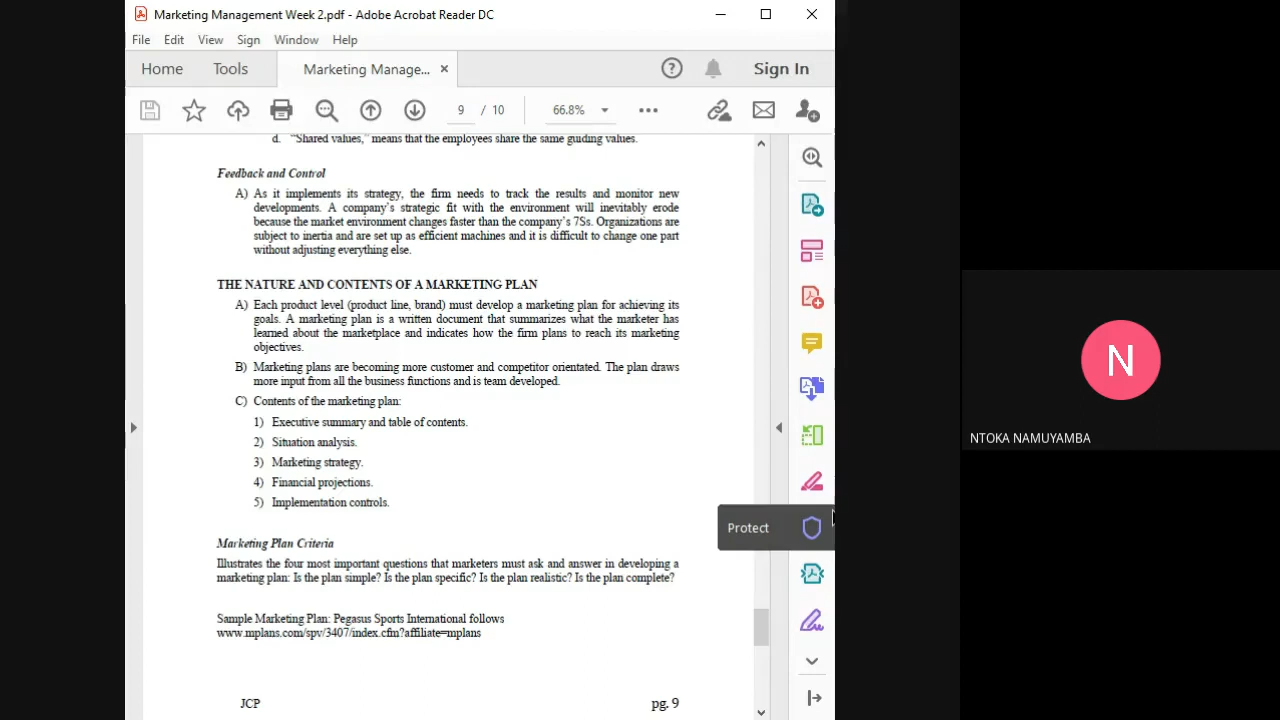 Marketing Management Week 2.pdf - Adobe Acrobat Reader DC
File Edit View Sign Window Help
Home Tools Marketing Manage... × Sign In
9 / 10 66.8%
d. “Shared values,” means that the employees share the same guiding values.
Feedback and Control
A) As it implements its strategy, the firm needs to track the results and monitor new
developments. A company’s strategic fit with the environment will inevitably erode
because the market environment changes faster than the company’s 7Ss. Organizations are
subject to inertia and are set up as efficient machines and it is difficult to change one part
without adjusting everything else.
THE NATURE AND CONTENTS OF A MARKETING PLAN
A) Each product level (product line, brand) must develop a marketing plan for achieving its
goals. A marketing plan is a written document that summarizes what the marketer has
learned about the marketplace and indicates how the firm plans to reach its marketing
objectives.
B) Marketing plans are becoming more customer and competitor orientated. The plan draws
more input from all the business functions and is team developed.
C) Contents of the marketing plan:
1) Executive summary and table of contents.
2) Situation analysis.
3) Marketing strategy.
4) Financial projections.
5) Implementation controls.
Protect
Marketing Plan Criteria
Illustrates the four most important questions that marketers must ask and answer in developing a
marketing plan: Is the plan simple? Is the plan specific? Is the plan realistic? Is the plan complete?
Sample Marketing Plan: Pegasus Sports International follows
www.mplans.com/spv/3407/index.cfm?affiliate=mplans
JCP pg. 9
N
NTOKA NAMUYAMBA